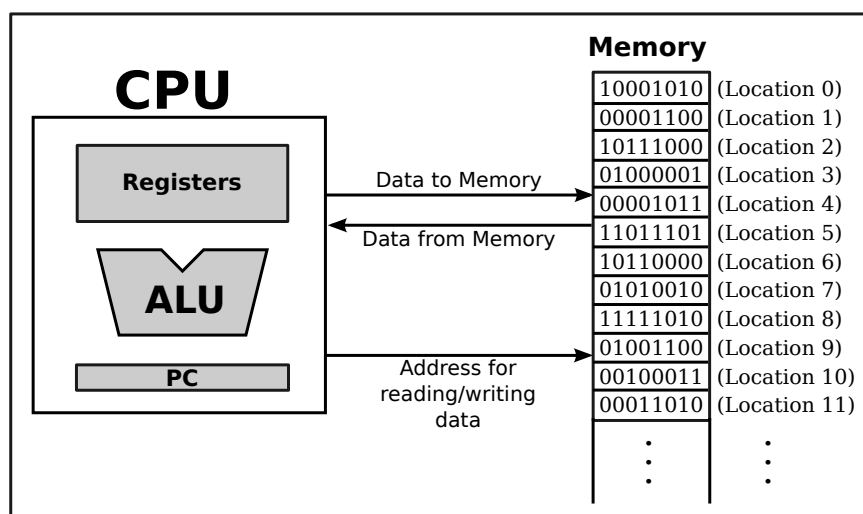 Memory
CPU
10001010 (Location 0)
00001100 (Location 1)
10111000 (Location 2)
01000001 (Location 3)
00001011 (Location 4)
11011101 (Location 5)
10110000 (Location 6)
01010010 (Location 7)
11111010 (Location 8)
01001100 (Location 9)
00100011 (Location 10)
00011010 (Location 11)
Registers
ALU
PC
Data to Memory
Data from Memory
Address for
reading/writing
data